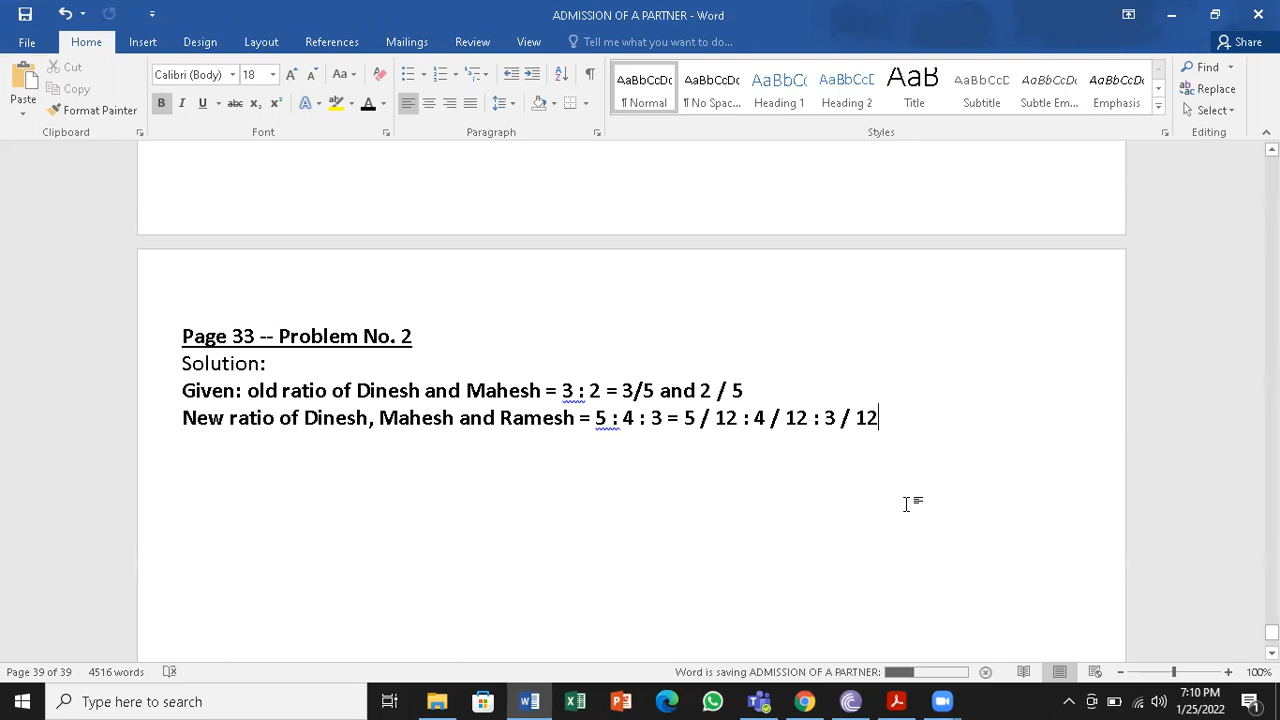 ADMISSION OF A PARTNER - Word
File Home Insert Design Layout References Mailings Review View Tell me what you want to do... Share
Paste Cut Copy Format Painter
Calibri (Body) 18 Aa
B I U abc x₂ x² A ab A
AaBbCcDc AaBbCcDc AaBbCc AaBbCcD AaB AaBbCcD AaBbCcDc AaBbCcDc
¶ Normal ¶ No Spac... Heading 1 Heading 2 Title Subtitle Subtle Em... Emphasis
Find Replace Select
Clipboard Font Paragraph Styles Editing
Page 33 -- Problem No. 2
Solution:
Given: old ratio of Dinesh and Mahesh = 3 : 2 = 3/5 and 2 / 5
New ratio of Dinesh, Mahesh and Ramesh = 5 : 4 : 3 = 5 / 12 : 4 / 12 : 3 / 12
Page 39 of 39 4516 words Word is saving ADMISSION OF A PARTNER: 100%
Type here to search
7:10 PM
1/25/2022